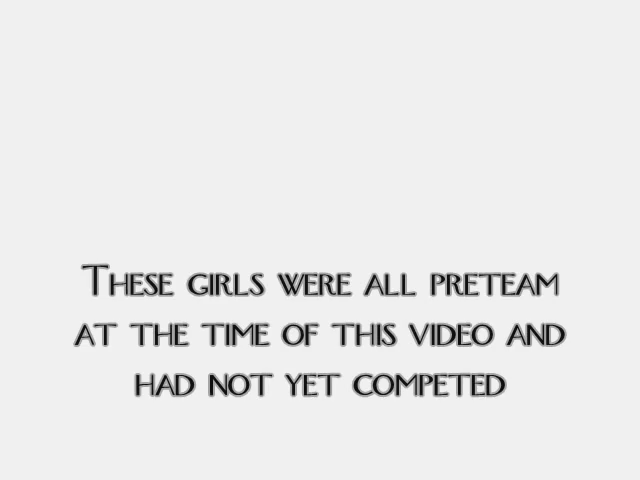 These girls were all preteam
at the time of this video and
had not yet competed